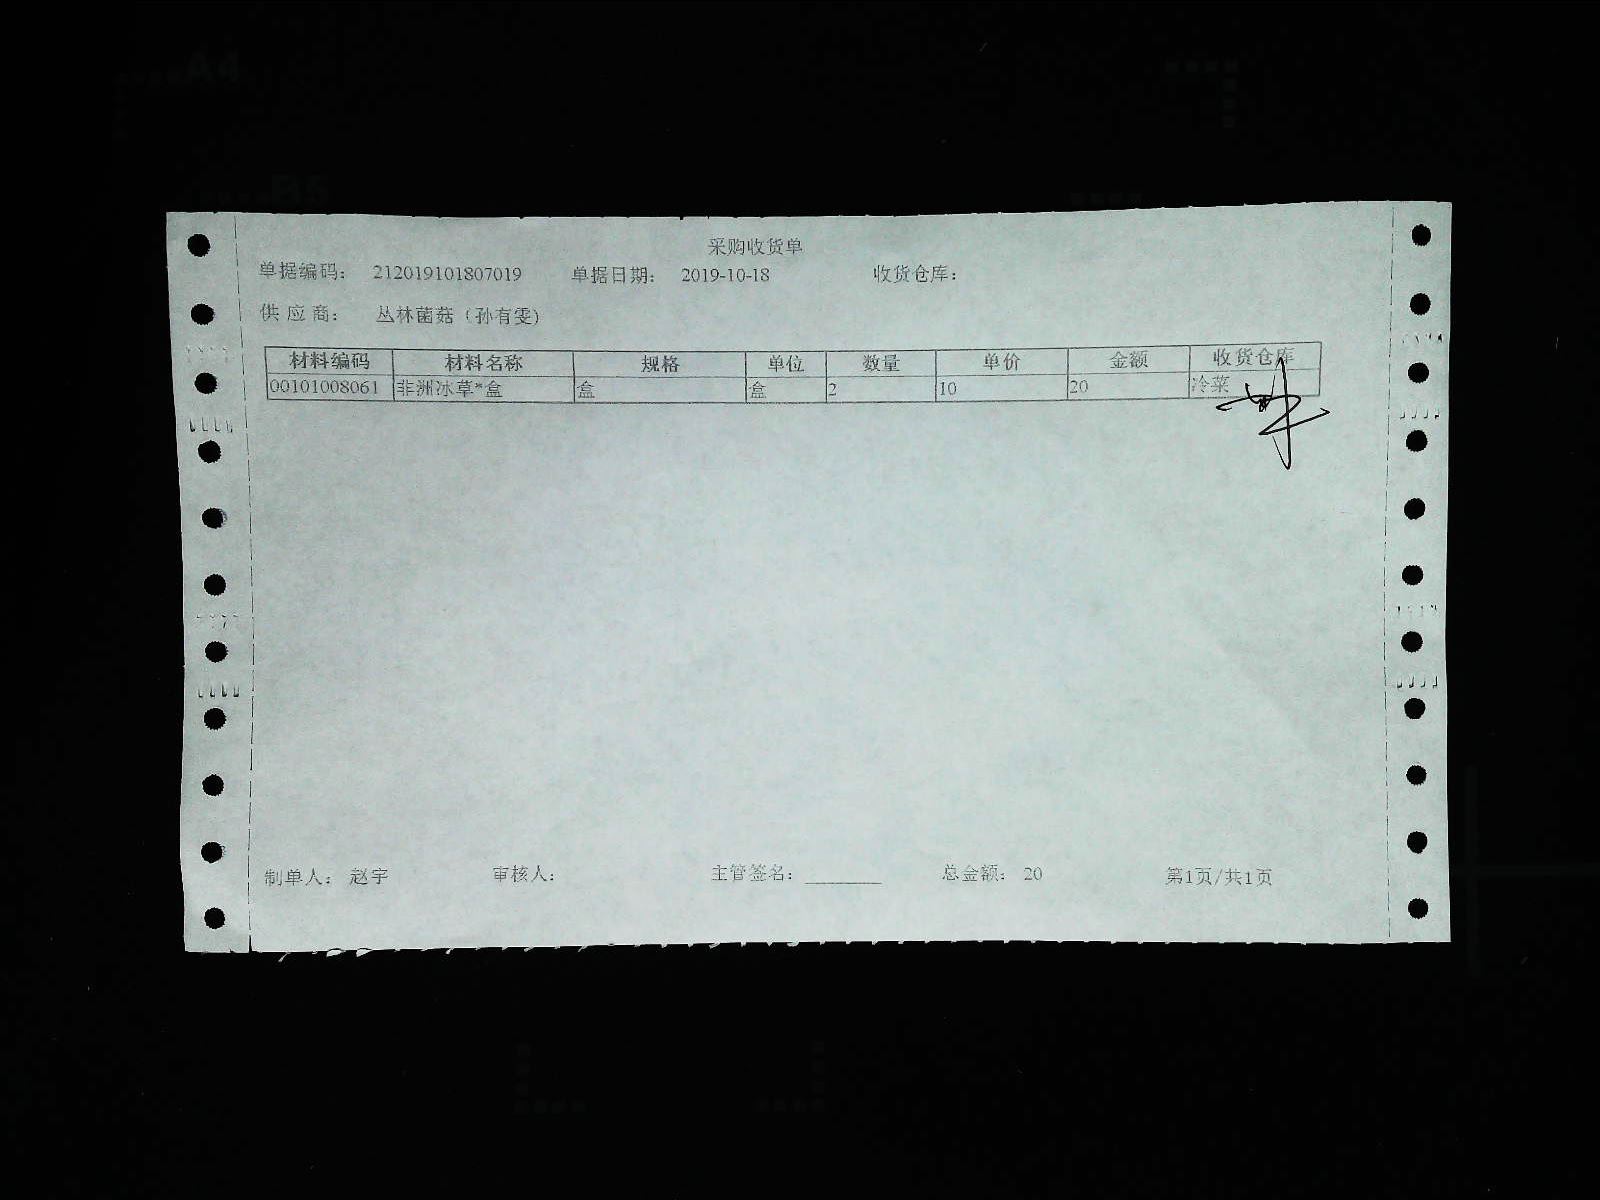 采购收货单
单据编码： 212019101807019 单据日期： 2019-10-18 收货仓库：
供 应 商： 丛林菌菇（孙有雯）
材料编码 材料名称 规格 单位 数量 单价 金额 收货仓库
00101008061 非洲冰草*盒 盒 盒 2 10 20 冷菜
制单人： 赵宇 审核人： 主管签名： ________ 总金额： 20 第1页/共1页